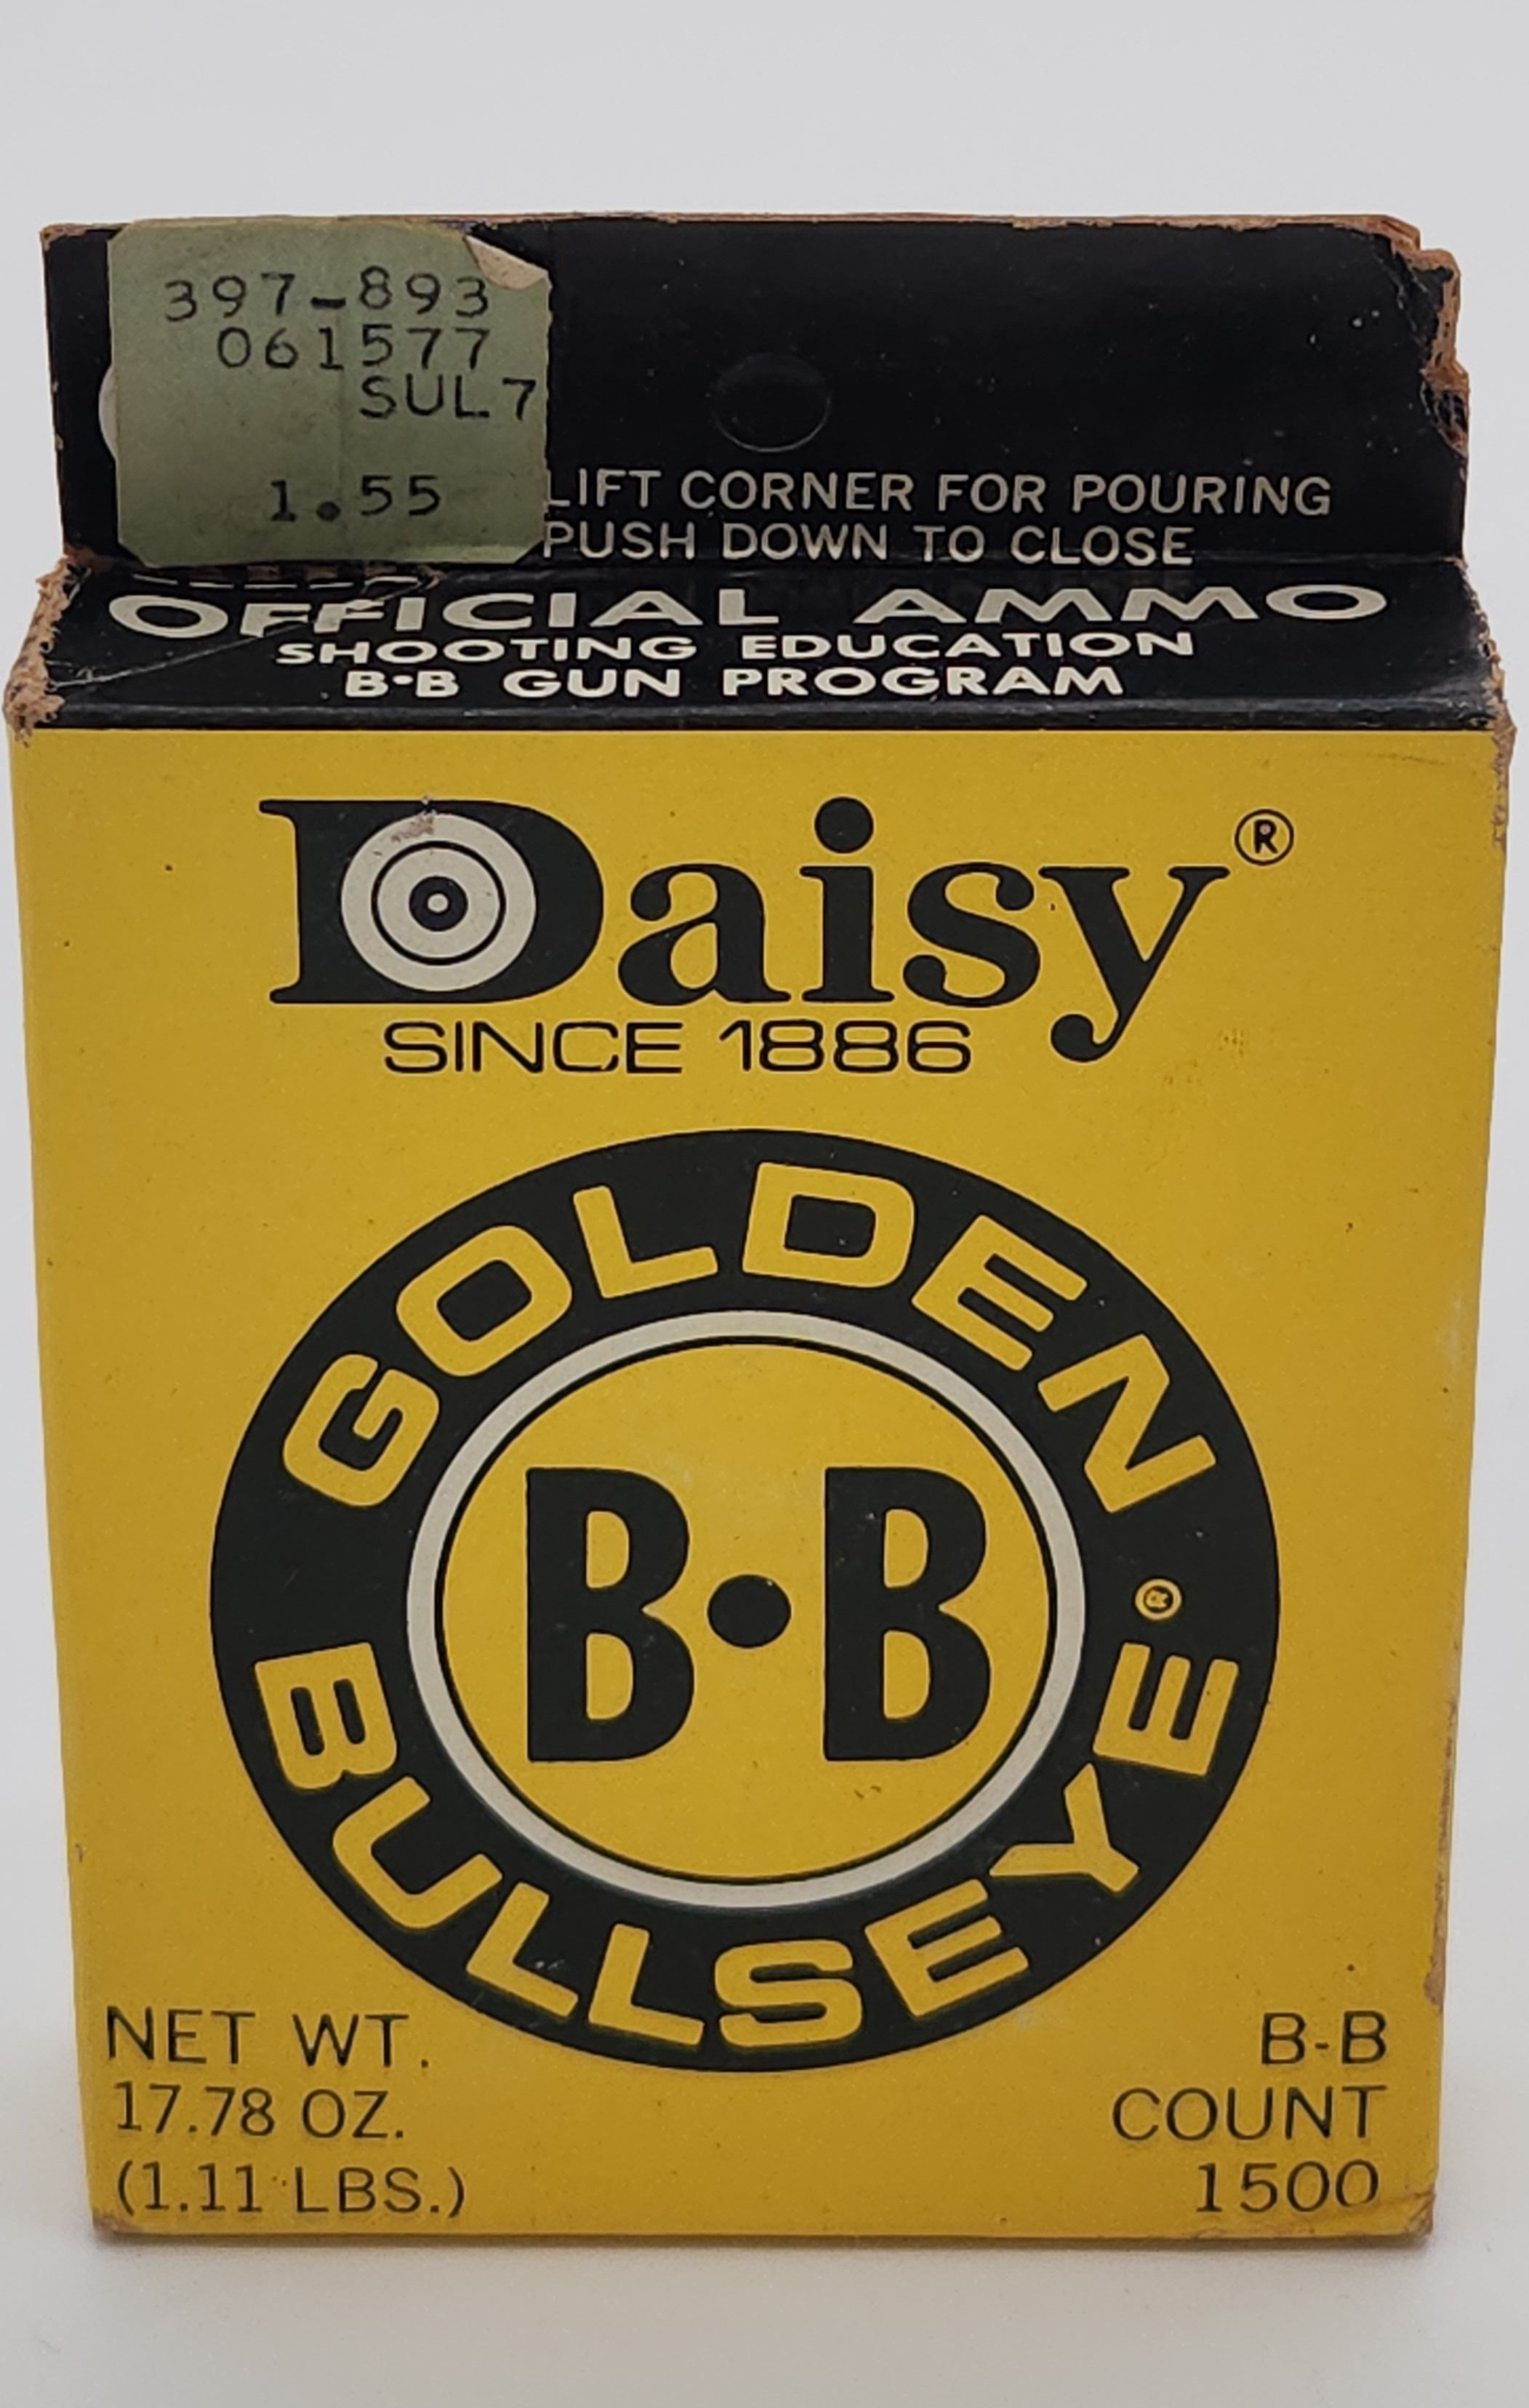 397-893
061577
SUL7
1.55
LIFT CORNER FOR POURING
PUSH DOWN TO CLOSE
OFFICIAL AMMO
SHOOTING EDUCATION
B•B GUN PROGRAM
Daisy®
SINCE 1886
GOLDEN
B•B
BULLSEYE®
NET WT.
17.78 OZ.
(1.11 LBS.)
B-B
COUNT
1500